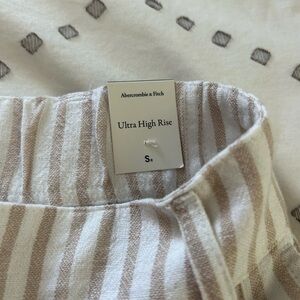 Abercrombie & Fitch
Ultra High Rise
S